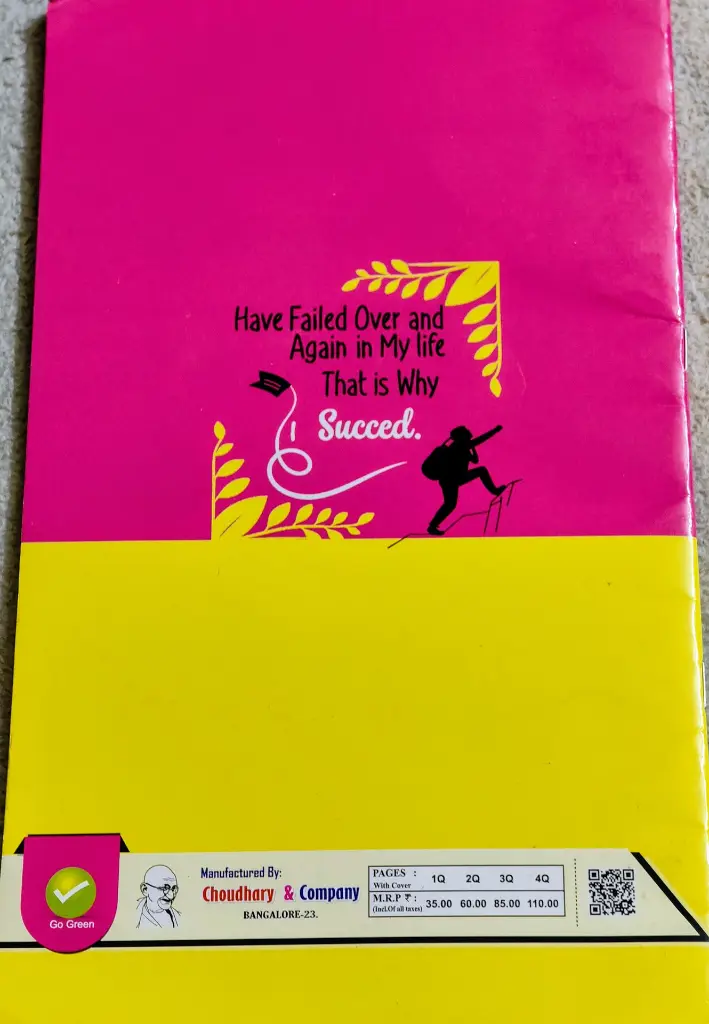 Have Failed Over and
Again in My life
That is Why
I
Succed.
Go Green
Manufactured By:
Choudhary & Company
BANGALORE-23.
PAGES : 1Q 2Q 3Q 4Q
With Cover
M.R.P ₹ : 35.00 60.00 85.00 110.00
(Incl.Of all taxes)